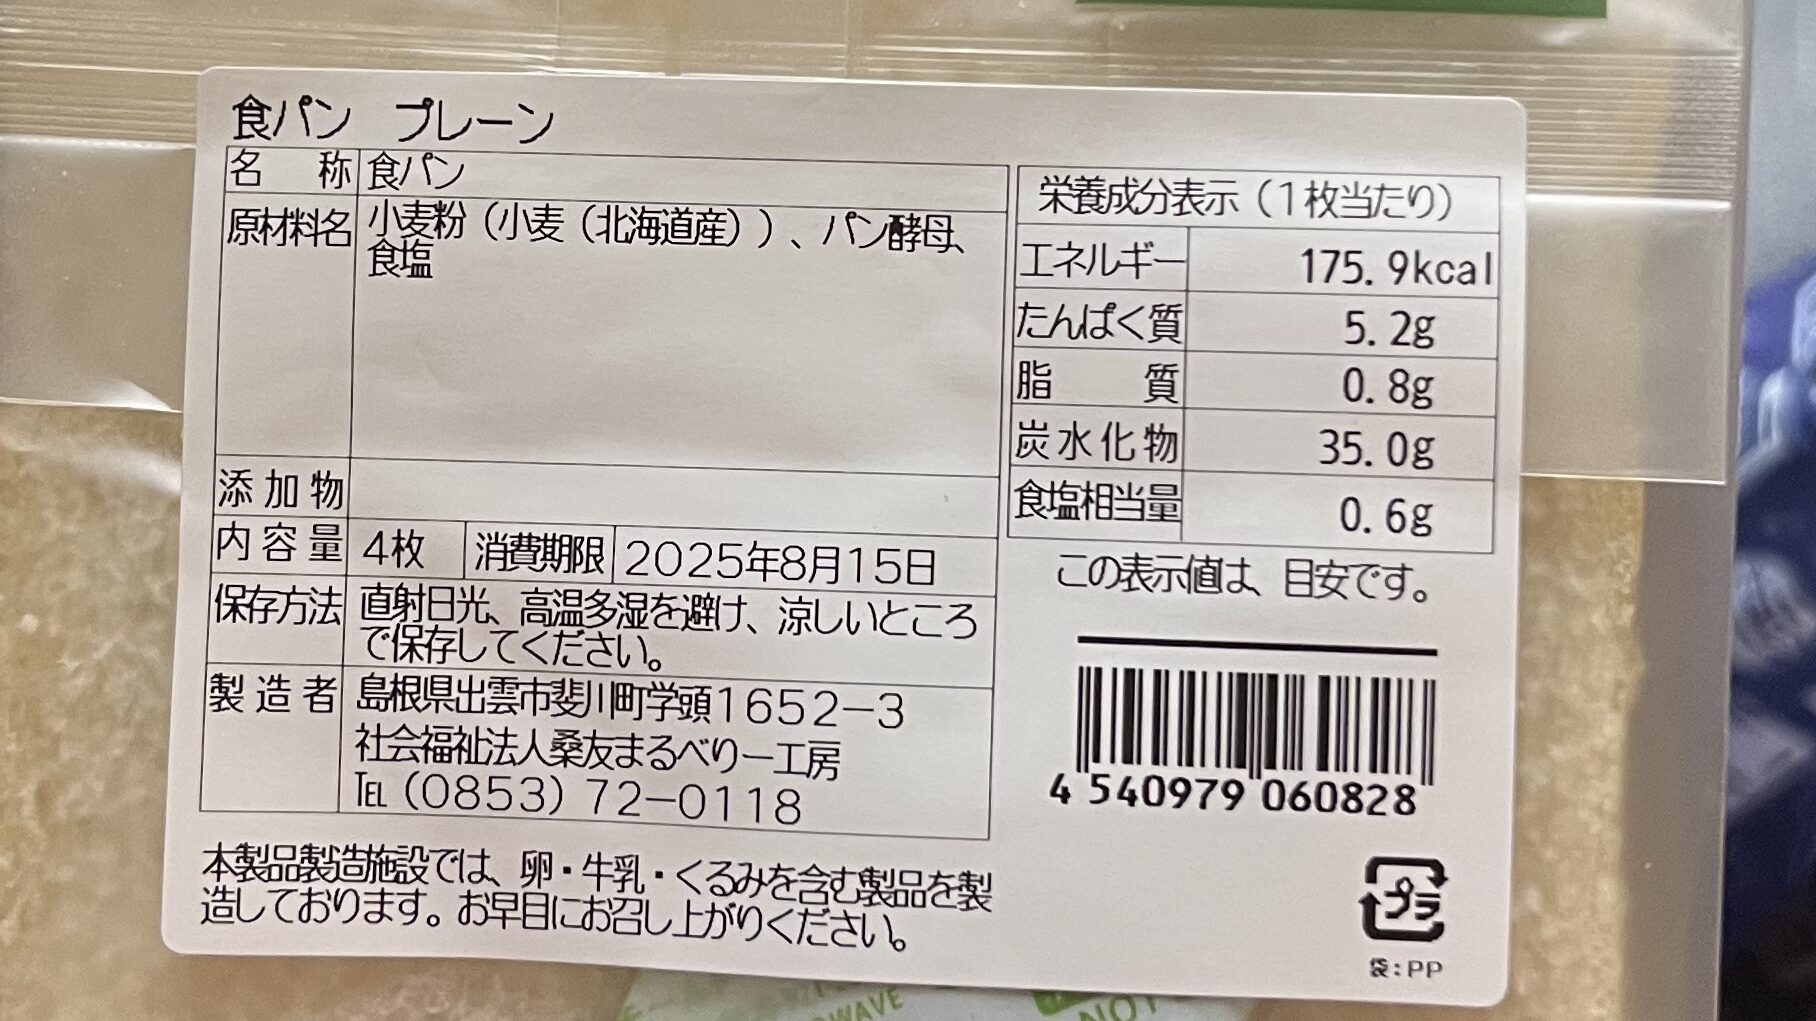 食パン　プレーン
名称 食パン
原材料名 小麦粉（小麦（北海道産））、パン酵母、
食塩
添加物
内容量 4枚 消費期限 2025年8月15日
保存方法 直射日光、高温多湿を避け、涼しいところ
で保存してください。
製造者 島根県出雲市斐川町学頭1652−3
社会福祉法人桑友まるべりー工房
℡（0853）72−0118
本製品製造施設では、卵・牛乳・くるみを含む製品を製
造しております。お早目にお召し上がりください。
栄養成分表示（1枚当たり）
エネルギー 175.9kcal
たんぱく質 5.2g
脂質 0.8g
炭水化物 35.0g
食塩相当量 0.6g
この表示値は、目安です。
4 540979 060828
プラ
袋：PP
NOT